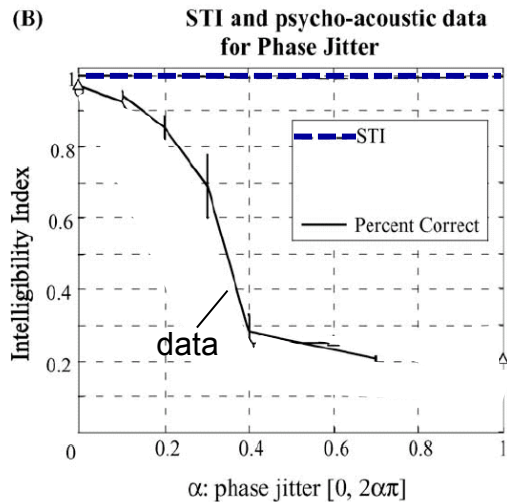 (B) STI and psycho-acoustic data
for Phase Jitter
Intelligibility Index
1
0.8
0.6
0.4
0.2
0
STI
Percent Correct
data
0.2
0.4
0.6
0.8
1
α: phase jitter [0, 2απ]